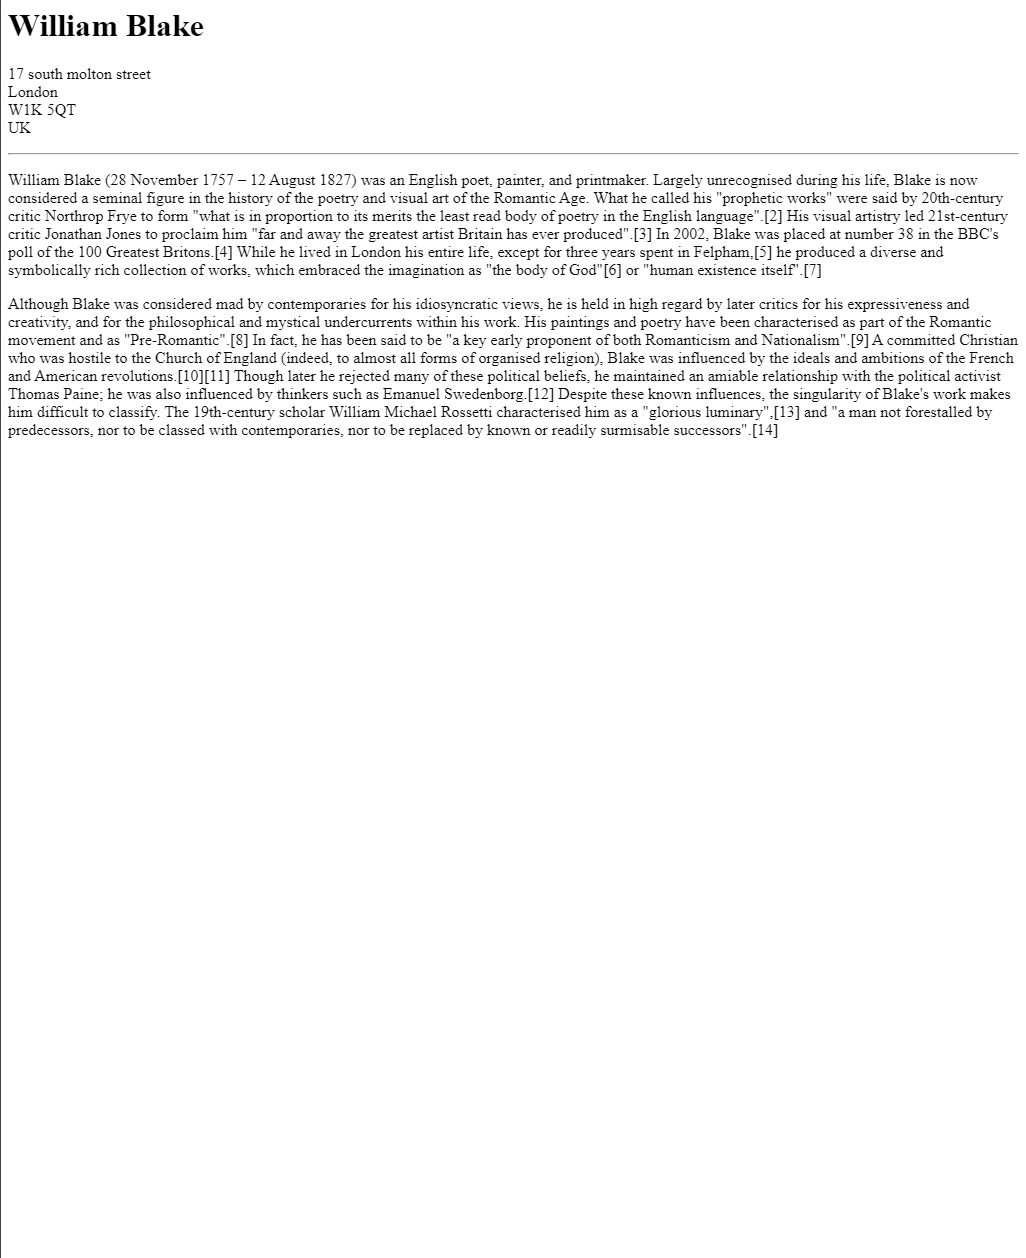 William Blake
17 south molton street
London
W1K 5QT
UK
William Blake (28 November 1757 – 12 August 1827) was an English poet, painter, and printmaker. Largely unrecognised during his life, Blake is now
considered a seminal figure in the history of the poetry and visual art of the Romantic Age. What he called his "prophetic works" were said by 20th-century
critic Northrop Frye to form "what is in proportion to its merits the least read body of poetry in the English language".[2] His visual artistry led 21st-century
critic Jonathan Jones to proclaim him "far and away the greatest artist Britain has ever produced".[3] In 2002, Blake was placed at number 38 in the BBC's
poll of the 100 Greatest Britons.[4] While he lived in London his entire life, except for three years spent in Felpham,[5] he produced a diverse and
symbolically rich collection of works, which embraced the imagination as "the body of God"[6] or "human existence itself".[7]
Although Blake was considered mad by contemporaries for his idiosyncratic views, he is held in high regard by later critics for his expressiveness and
creativity, and for the philosophical and mystical undercurrents within his work. His paintings and poetry have been characterised as part of the Romantic
movement and as "Pre-Romantic".[8] In fact, he has been said to be "a key early proponent of both Romanticism and Nationalism".[9] A committed Christian
who was hostile to the Church of England (indeed, to almost all forms of organised religion), Blake was influenced by the ideals and ambitions of the French
and American revolutions.[10][11] Though later he rejected many of these political beliefs, he maintained an amiable relationship with the political activist
Thomas Paine; he was also influenced by thinkers such as Emanuel Swedenborg.[12] Despite these known influences, the singularity of Blake's work makes
him difficult to classify. The 19th-century scholar William Michael Rossetti characterised him as a "glorious luminary",[13] and "a man not forestalled by
predecessors, nor to be classed with contemporaries, nor to be replaced by known or readily surmisable successors".[14]